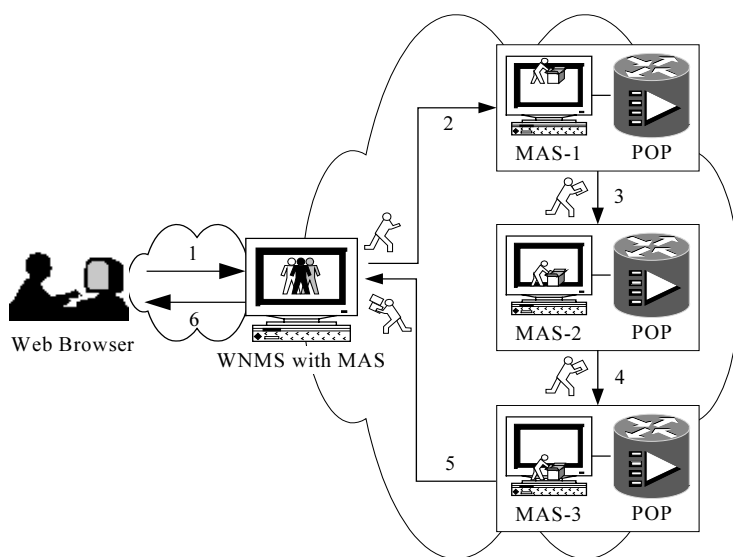 2
MAS-1
POP
3
1
6
Web Browser
WNMS with MAS
MAS-2
POP
4
5
MAS-3
POP